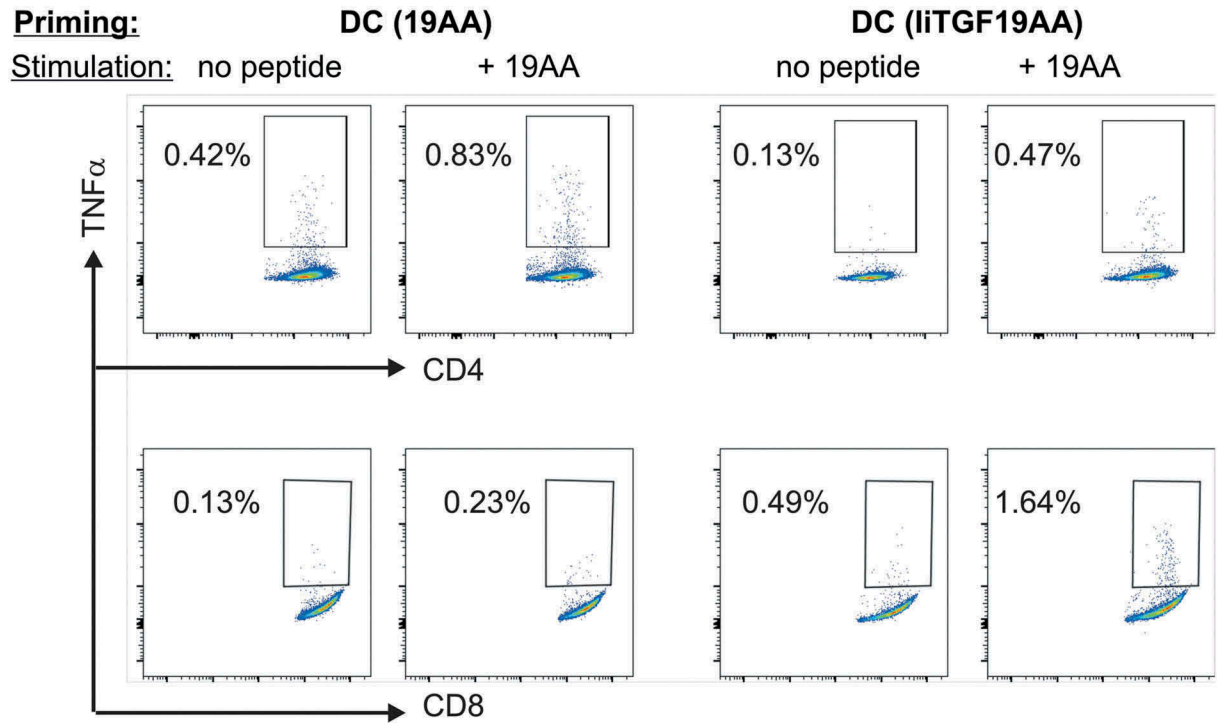 Priming: DC (19AA) DC (IiTGF19AA)
Stimulation: no peptide + 19AA no peptide + 19AA
TNFα
0.42% 0.83% 0.13% 0.47%
CD4
0.13% 0.23% 0.49% 1.64%
CD8